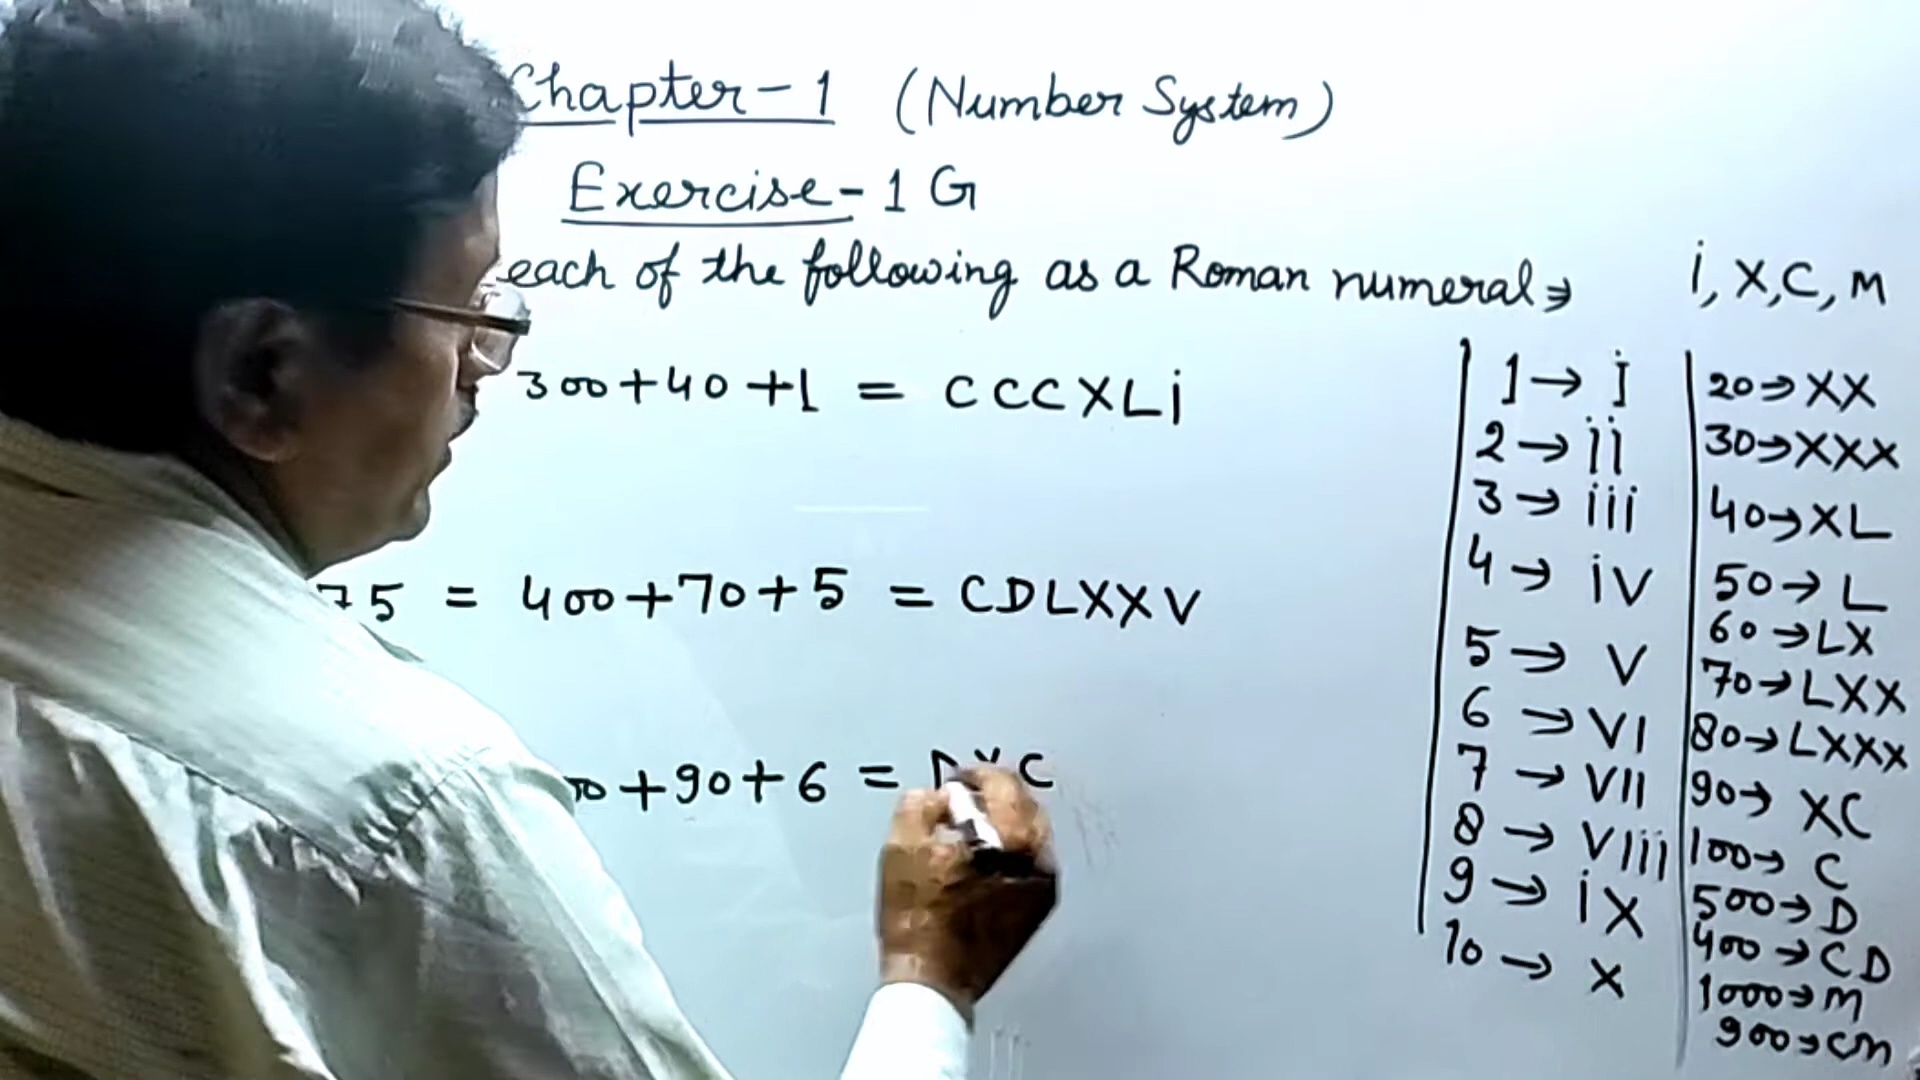 Chapter-1 (Number System)
Exercise-1 G
each of the following as a Roman numeral⇒
i, X, C, M
300+40+1 = CCCXLi
75 = 400+70+5 = CDLXXV
+90+6 = DXC
1→I
2→ii
3→iii
4→iV
5→V
6→VI
7→VII
8→Viii
9→iX
10→X
20→XX
30→XXX
40→XL
50→L
60→LX
70→LXX
80→LXXX
90→XC
100→C
500→D
400→CD
1000→M
900→CM